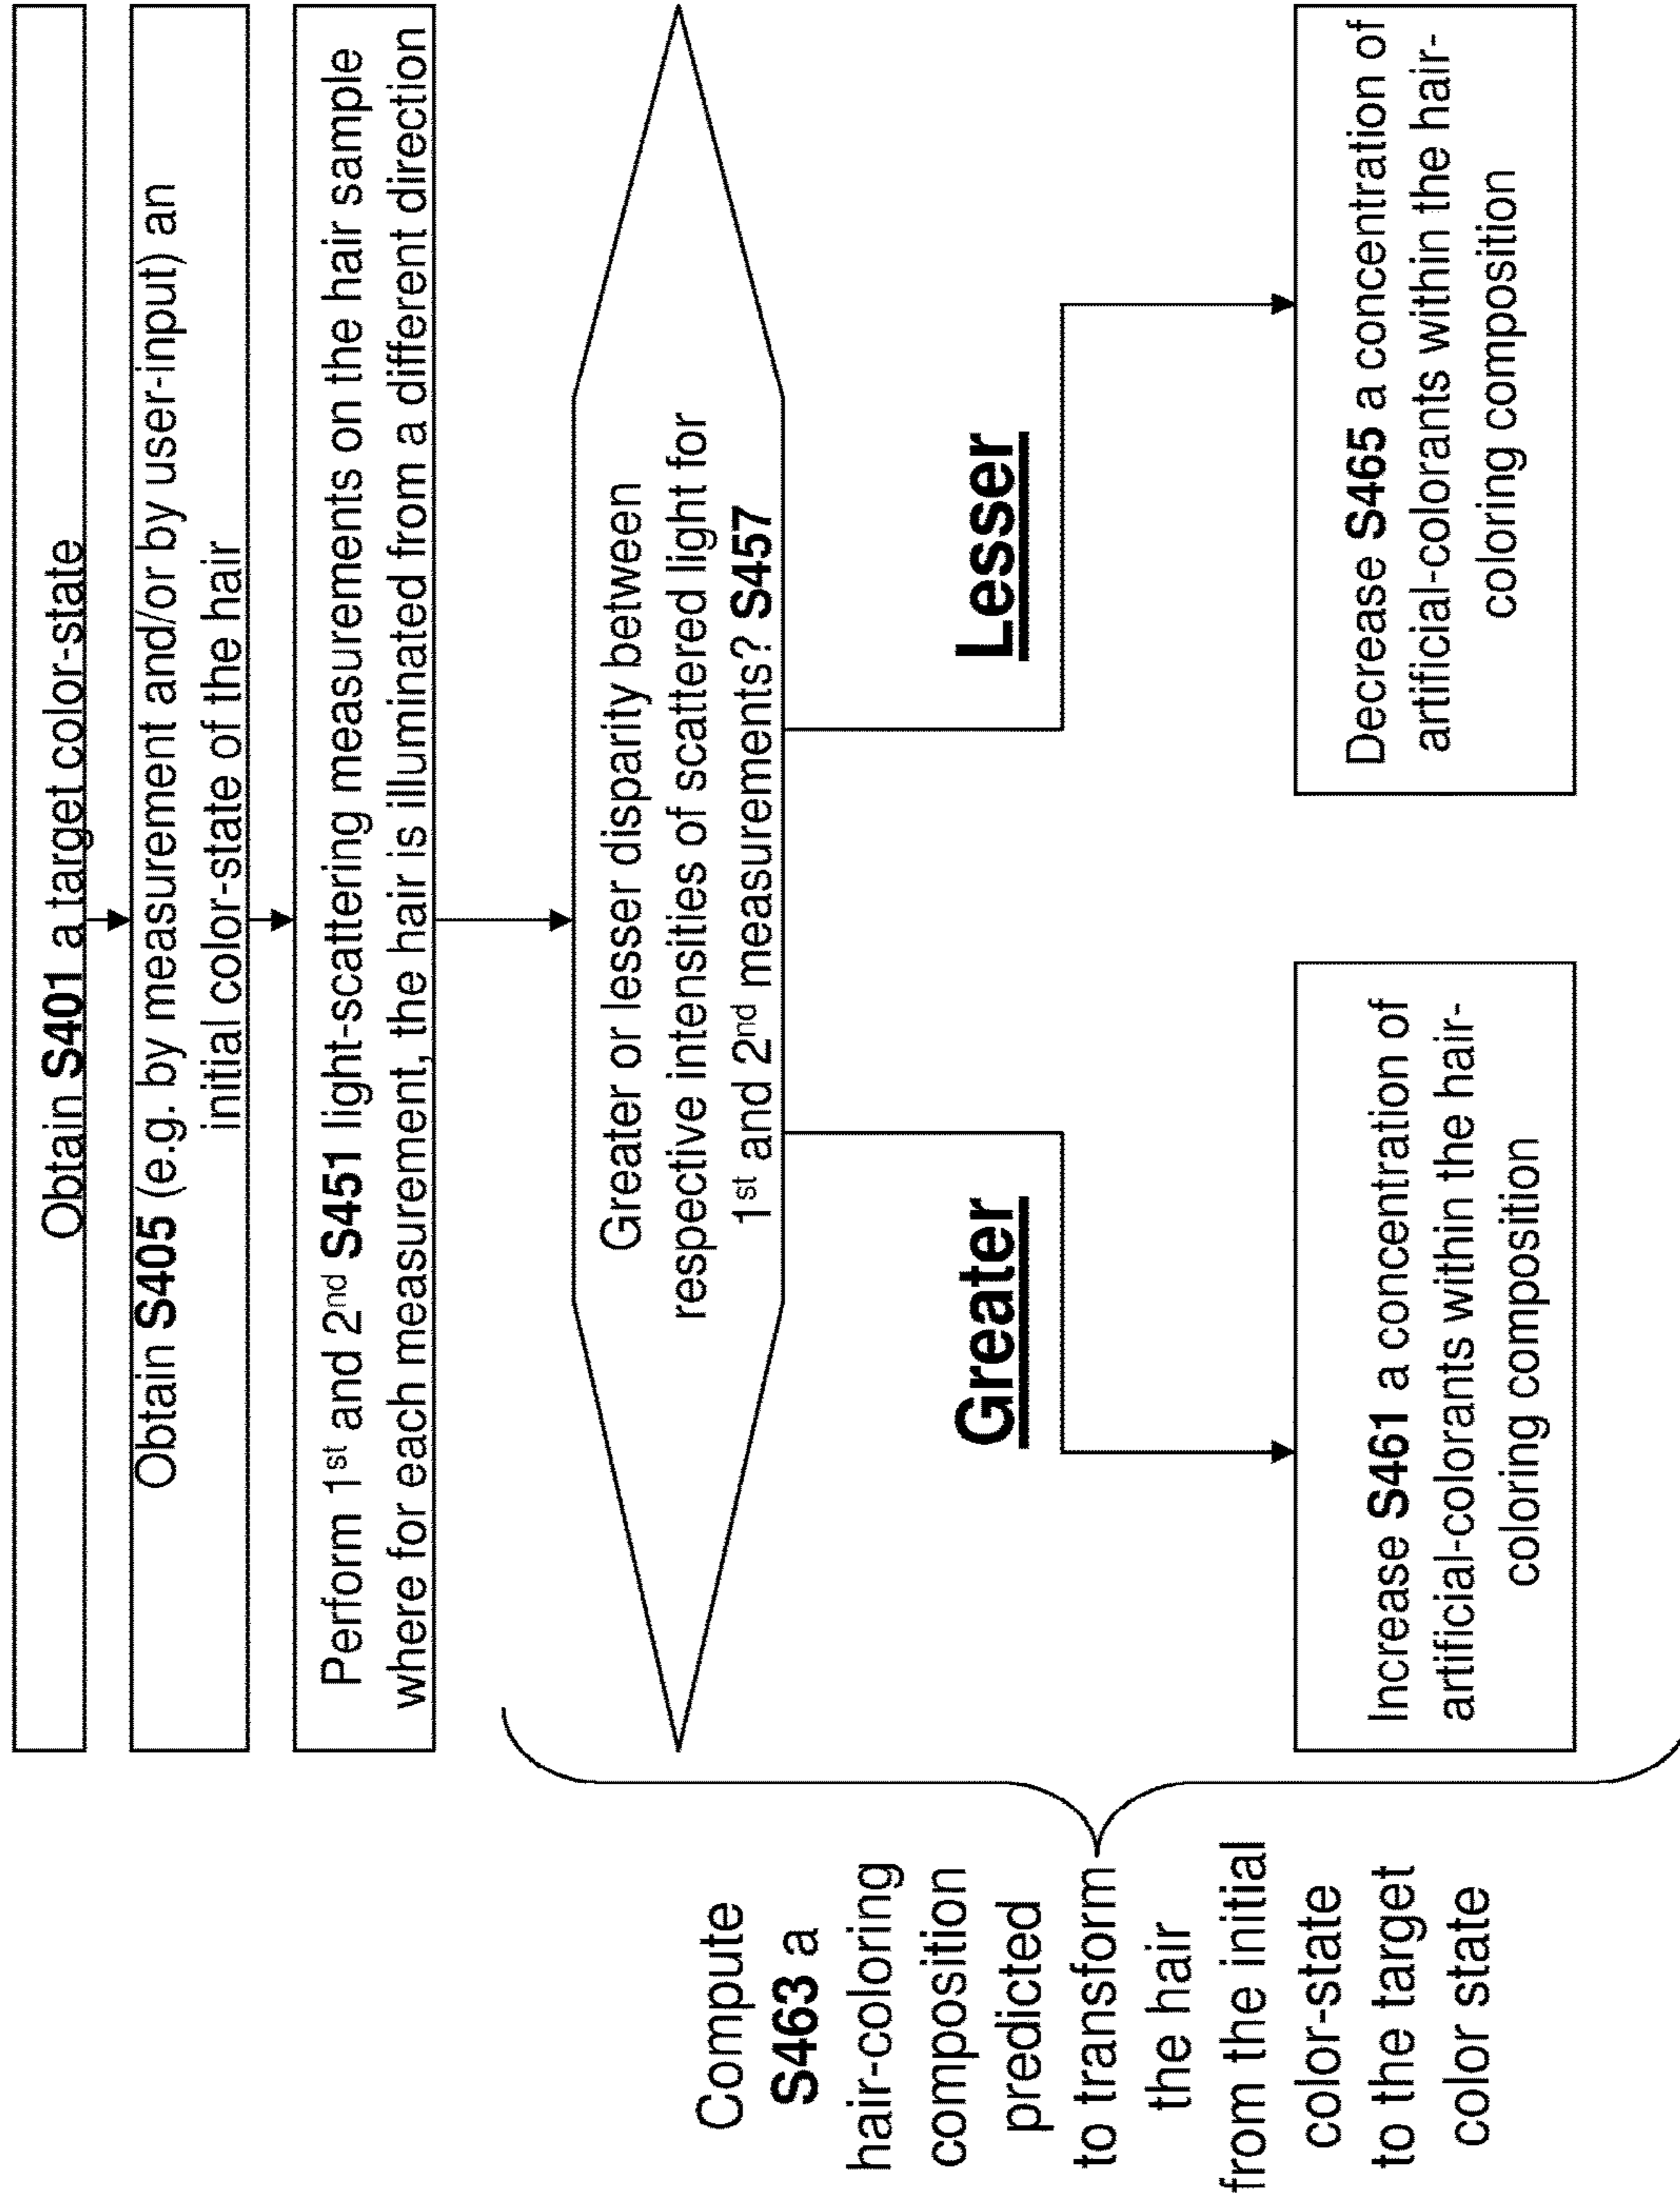 Obtain S401 a target color-state
Obtain S405 (e.g. by measurement and/or by user-input) an
initial color-state of the hair
Perform 1st and 2nd S451 light-scattering measurements on the hair sample
where for each measurement, the hair is illuminated from a different direction
Greater or lesser disparity between
respective intensities of scattered light for
1st and 2nd measurements? S457
Greater
Lesser
Increase S461 a concentration of
artificial-colorants within the hair-
coloring composition
Decrease S465 a concentration of
artificial-colorants within the hair-
coloring composition
Compute
S463 a
hair-coloring
composition
predicted
to transform
the hair
from the initial
color-state
to the target
color state